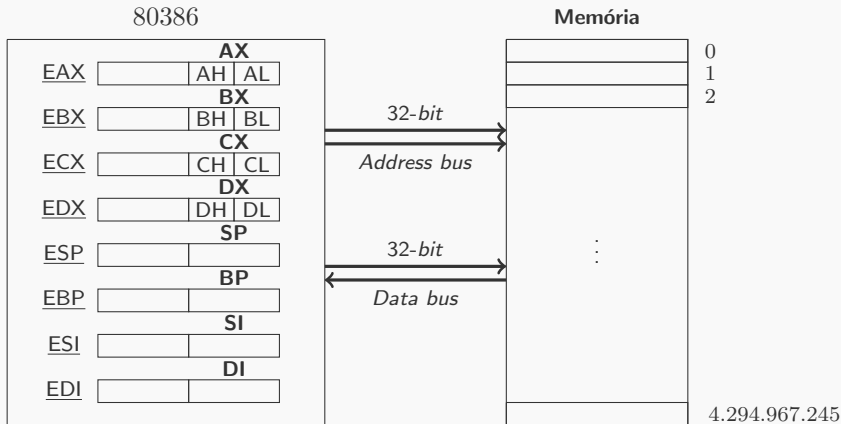 80386
Memória
AX
EAX AH AL
BX
EBX BH BL
CX
ECX CH CL
DX
EDX DH DL
SP
ESP
BP
EBP
SI
ESI
DI
EDI
32-bit
Address bus
32-bit
Data bus
0
1
2
⋮
4.294.967.245